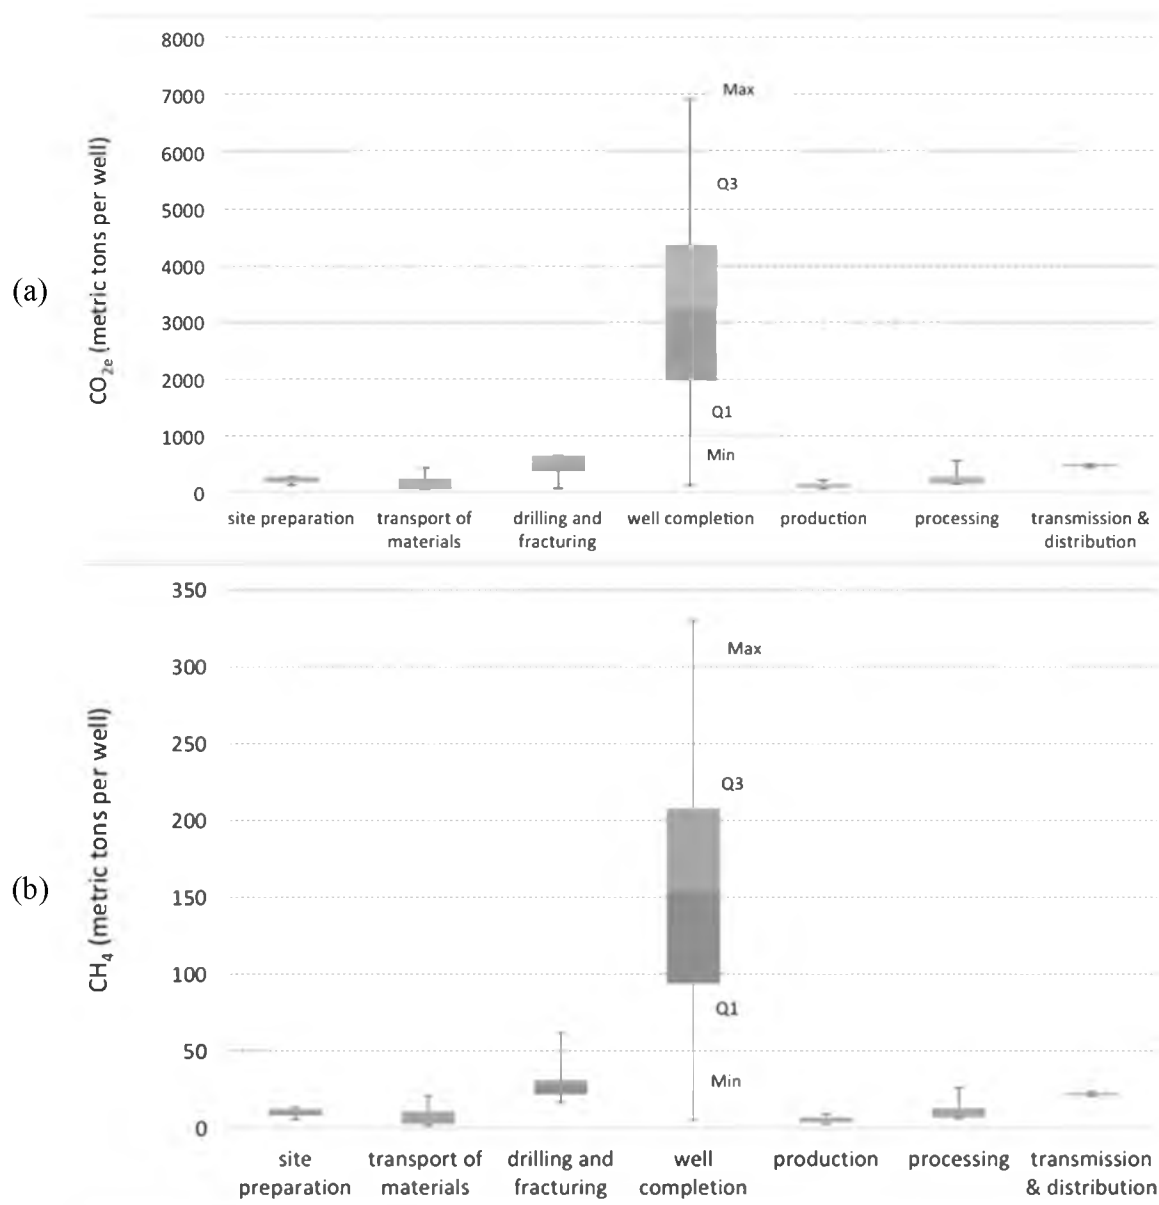 8000
7000
Max
6000
Q3
5000
(a)
CO2e (metric tons per well)
4000
3000
2000
Q1
1000
Min
0
site preparation
transport of
materials
drilling and
fracturing
well completion
production
processing
transmission &
distribution
350
Max
300
250
Q3
200
(b)
CH4 (metric tons per well)
150
100
Q1
50
Min
0
site
preparation
transport of
materials
drilling and
fracturing
well
completion
production
processing
transmission
& distribution